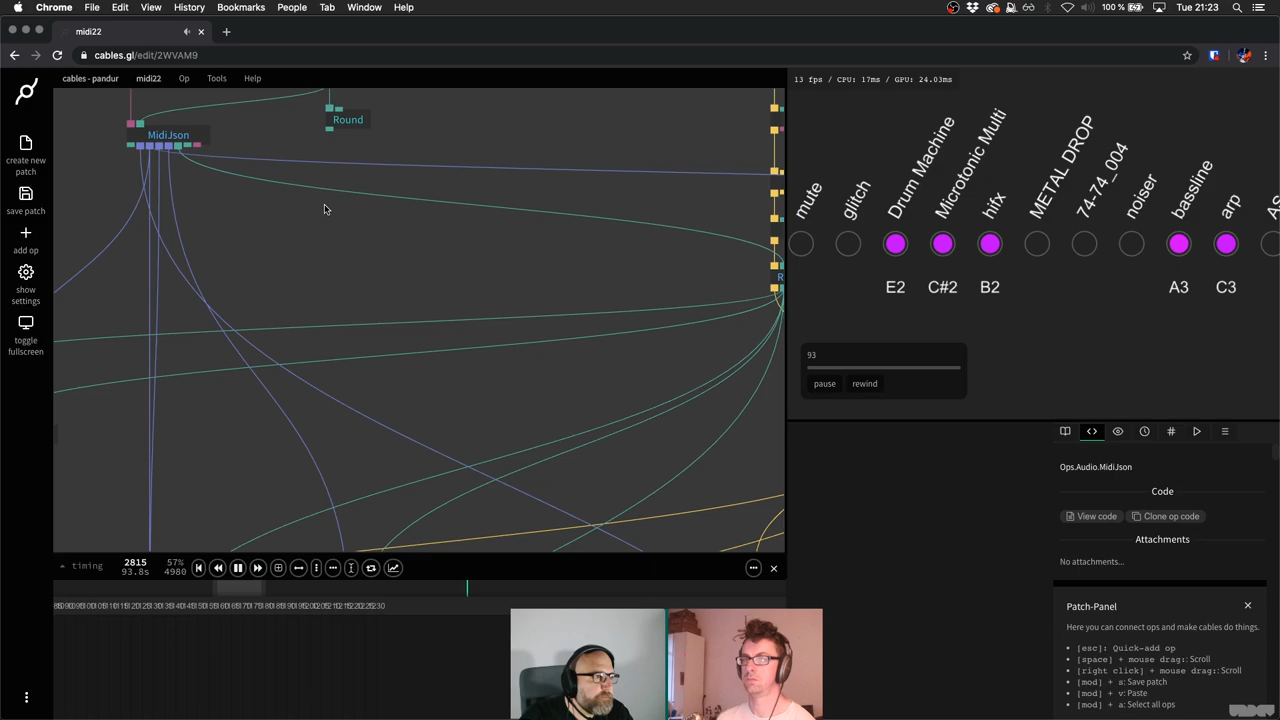 Chrome File Edit View History Bookmarks People Tab Window Help 100 % Tue 21:23
midi22
cables.gl/edit/2WVAM9
cables - pandur midi22 Op Tools Help
create new
patch
save patch
add op
show
settings
toggle
fullscreen
Round
MidiJson
R
13 fps / CPU: 17ms / GPU: 24.03ms
mute
glitch
Drum Machine
Microtonic Multi
hifx
METAL DROP
74-74_004
noiser
bassline
arp
AS
E2 C#2 B2 A3 C3
93
pause rewind
Ops.Audio.MidiJson
Code
View code Clone op code
Attachments
No attachments...
Patch-Panel
Here you can connect ops and make cables do things.
[esc]: Quick-add op
[space] + mouse drag:: Scroll
[right click] + mouse drag:: Scroll
[mod] + s: Save patch
[mod] + v: Paste
[mod] + a: Select all ops
timing 2815 57%
93.8s 4980